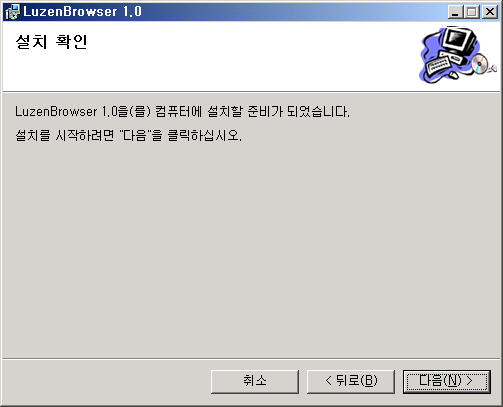 LuzenBrowser 1.0
설치 확인
LuzenBrowser 1.0을(를) 컴퓨터에 설치할 준비가 되었습니다.
설치를 시작하려면 "다음"을 클릭하십시오.
취소
< 뒤로(B)
다음(N) >